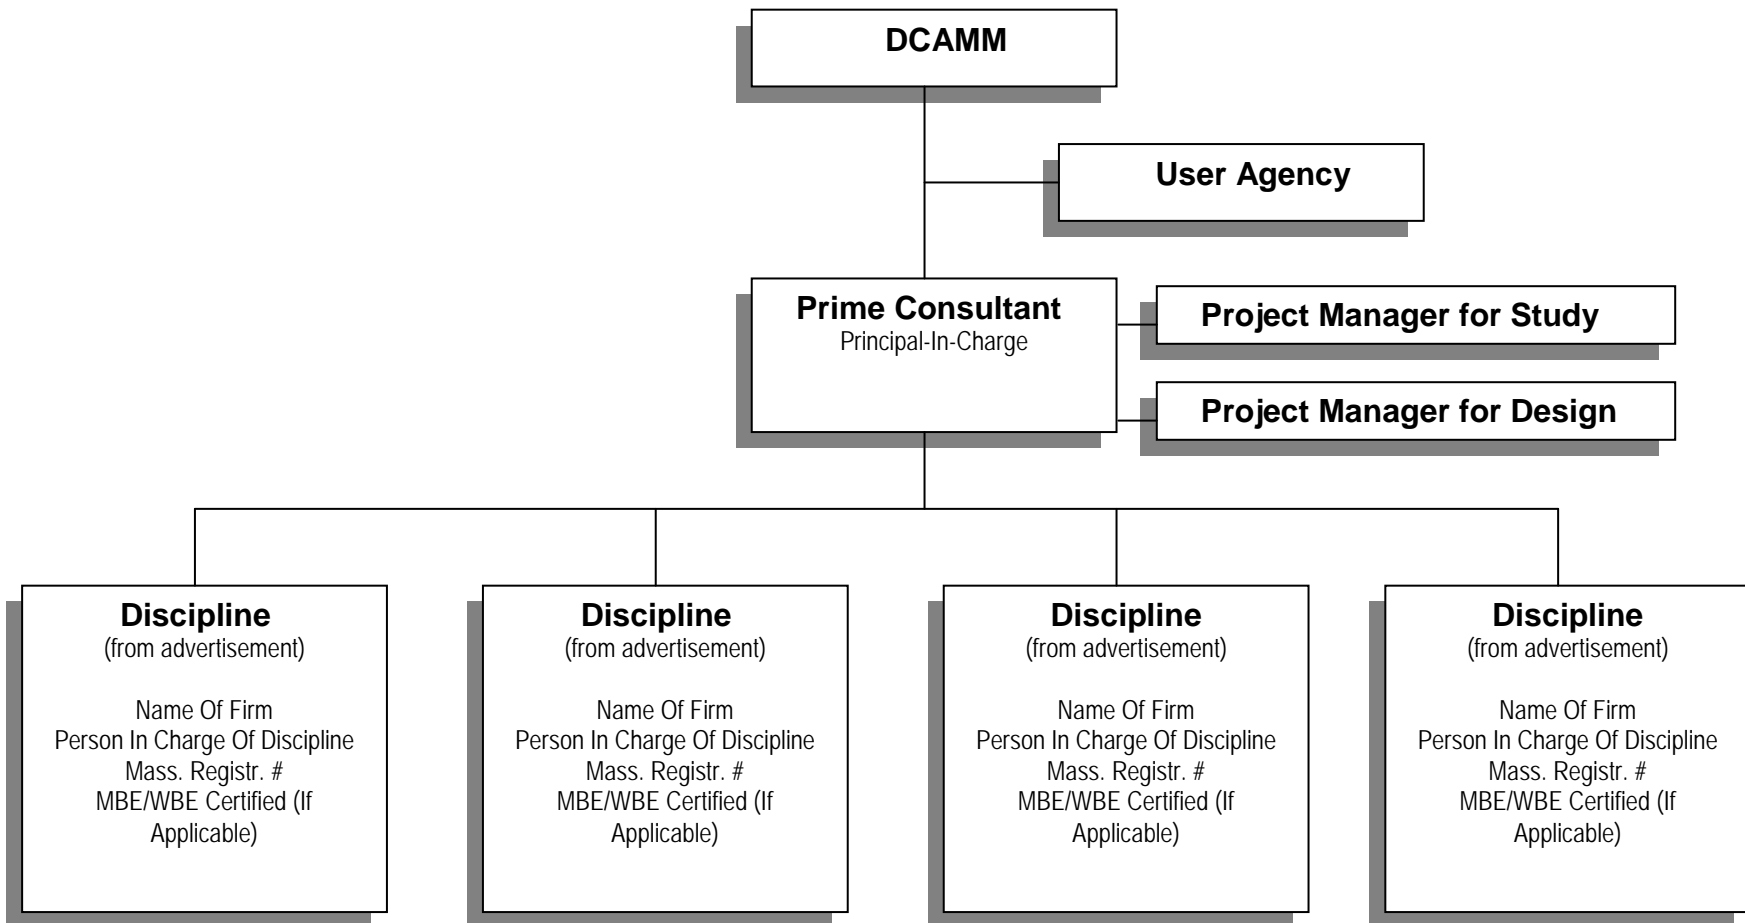 DCAMM
User Agency
Prime Consultant
Principal-In-Charge
Project Manager for Study
Project Manager for Design
Discipline
(from advertisement)
Name Of Firm
Person In Charge Of Discipline
Mass. Registr. #
MBE/WBE Certified (If
Applicable)
Discipline
(from advertisement)
Name Of Firm
Person In Charge Of Discipline
Mass. Registr. #
MBE/WBE Certified (If
Applicable)
Discipline
(from advertisement)
Name Of Firm
Person In Charge Of Discipline
Mass. Registr. #
MBE/WBE Certified (If
Applicable)
Discipline
(from advertisement)
Name Of Firm
Person In Charge Of Discipline
Mass. Registr. #
MBE/WBE Certified (If
Applicable)